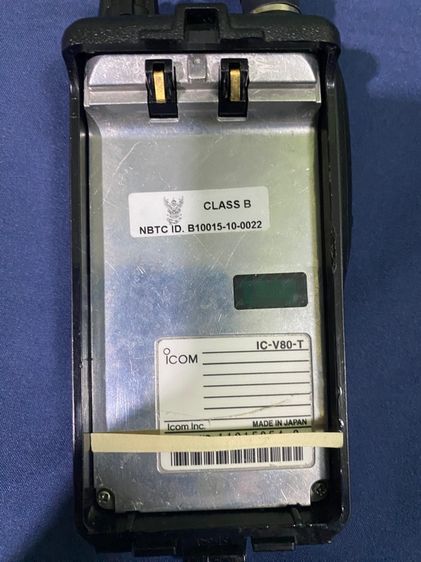 CLASS B
NBTC ID. B10015-10-0022
IC-V80-T
ICOM
Icom Inc. MADE IN JAPAN